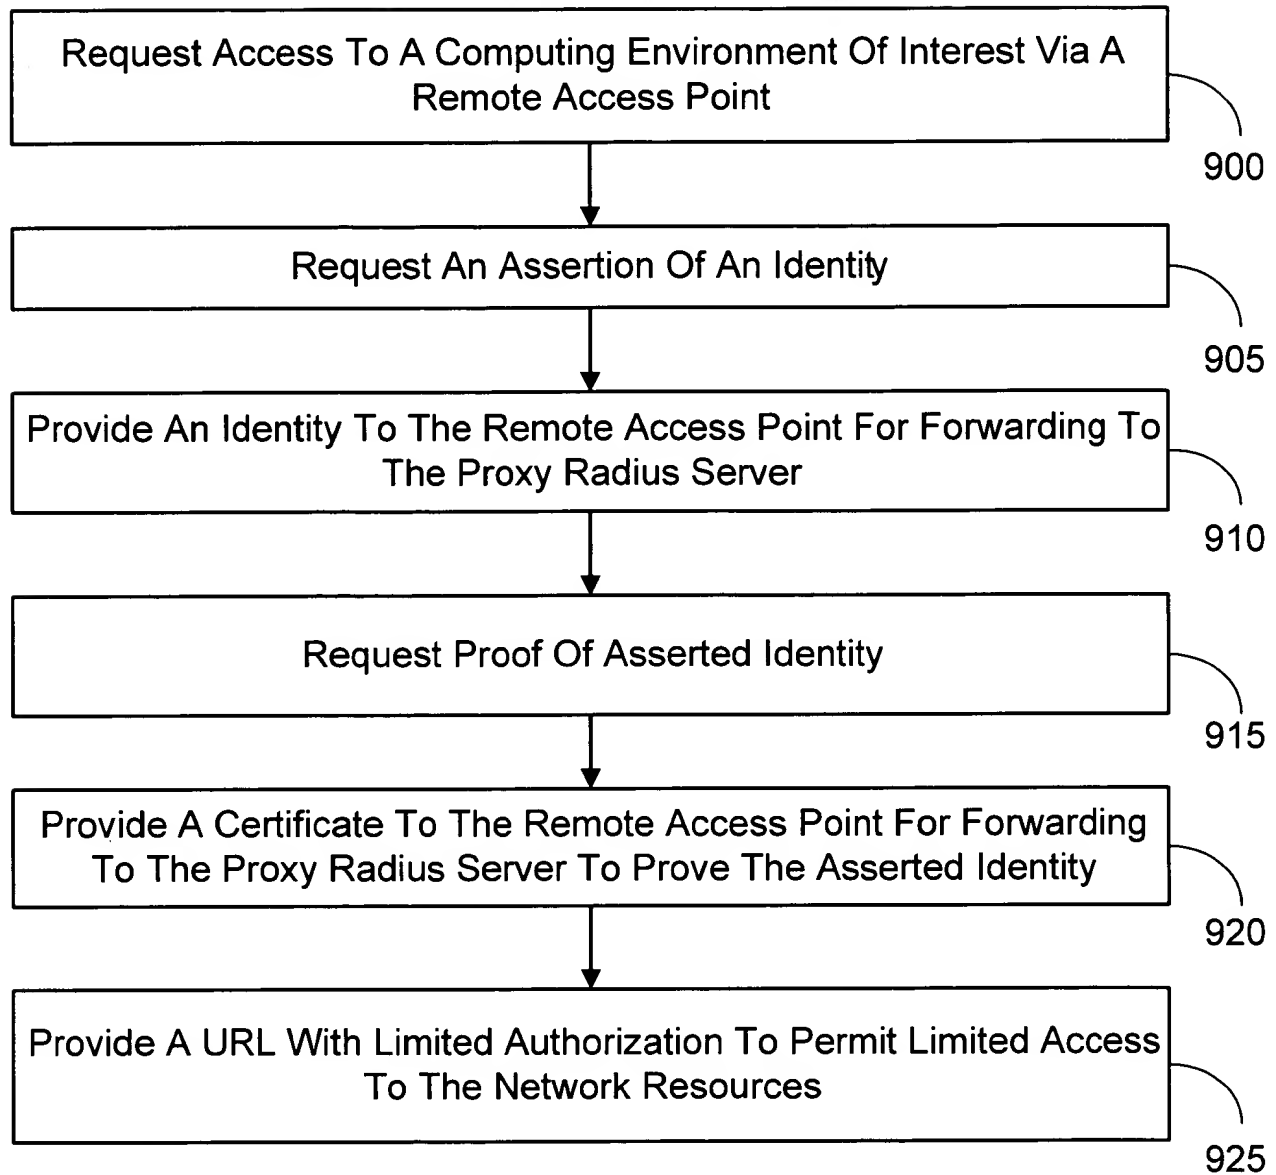 Request Access To A Computing Environment Of Interest Via A
Remote Access Point
900
Request An Assertion Of An Identity
905
Provide An Identity To The Remote Access Point For Forwarding To
The Proxy Radius Server
910
Request Proof Of Asserted Identity
915
Provide A Certificate To The Remote Access Point For Forwarding
To The Proxy Radius Server To Prove The Asserted Identity
920
Provide A URL With Limited Authorization To Permit Limited Access
To The Network Resources
925